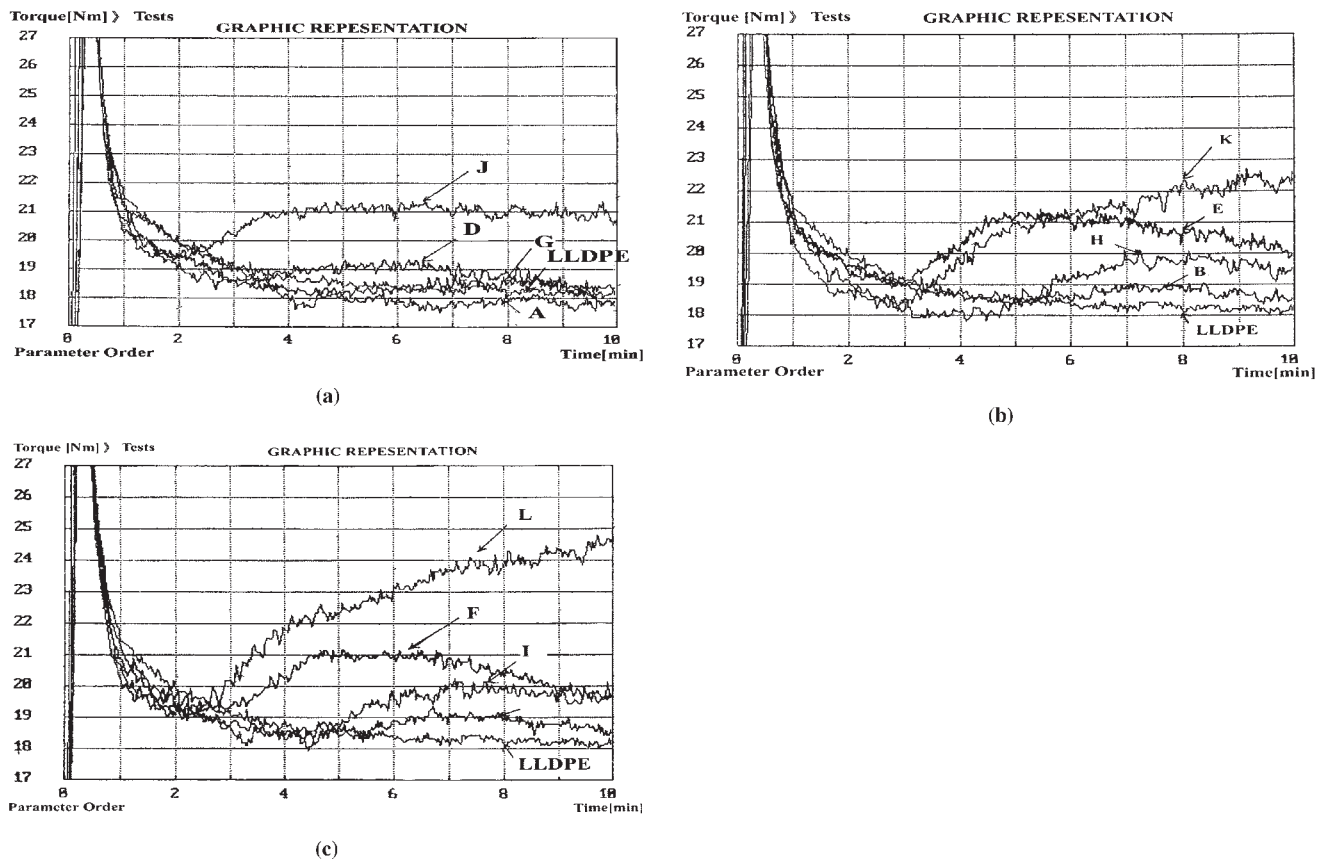 Torque[Nm] 》 Tests
GRAPHIC REPESENTATION
27
26
25
24
23
22
21
20
19
18
17
J
D
G
LLDPE
A
0 2 4 6 8 10
Parameter Order Time[min]
(a)
Torque [Nm] 》 Tests
GRAPHIC REPESENTATION
27
26
25
24
23
22
21
20
19
18
17
K
E
H
B
LLDPE
0 2 4 6 8 10
Parameter Order Time[min]
(b)
Torque [Nm] 》 Tests
GRAPHIC REPESENTATION
27
26
25
24
23
22
21
20
19
18
17
L
F
I
LLDPE
0 2 4 6 8 10
Parameter Order Time[min]
(c)